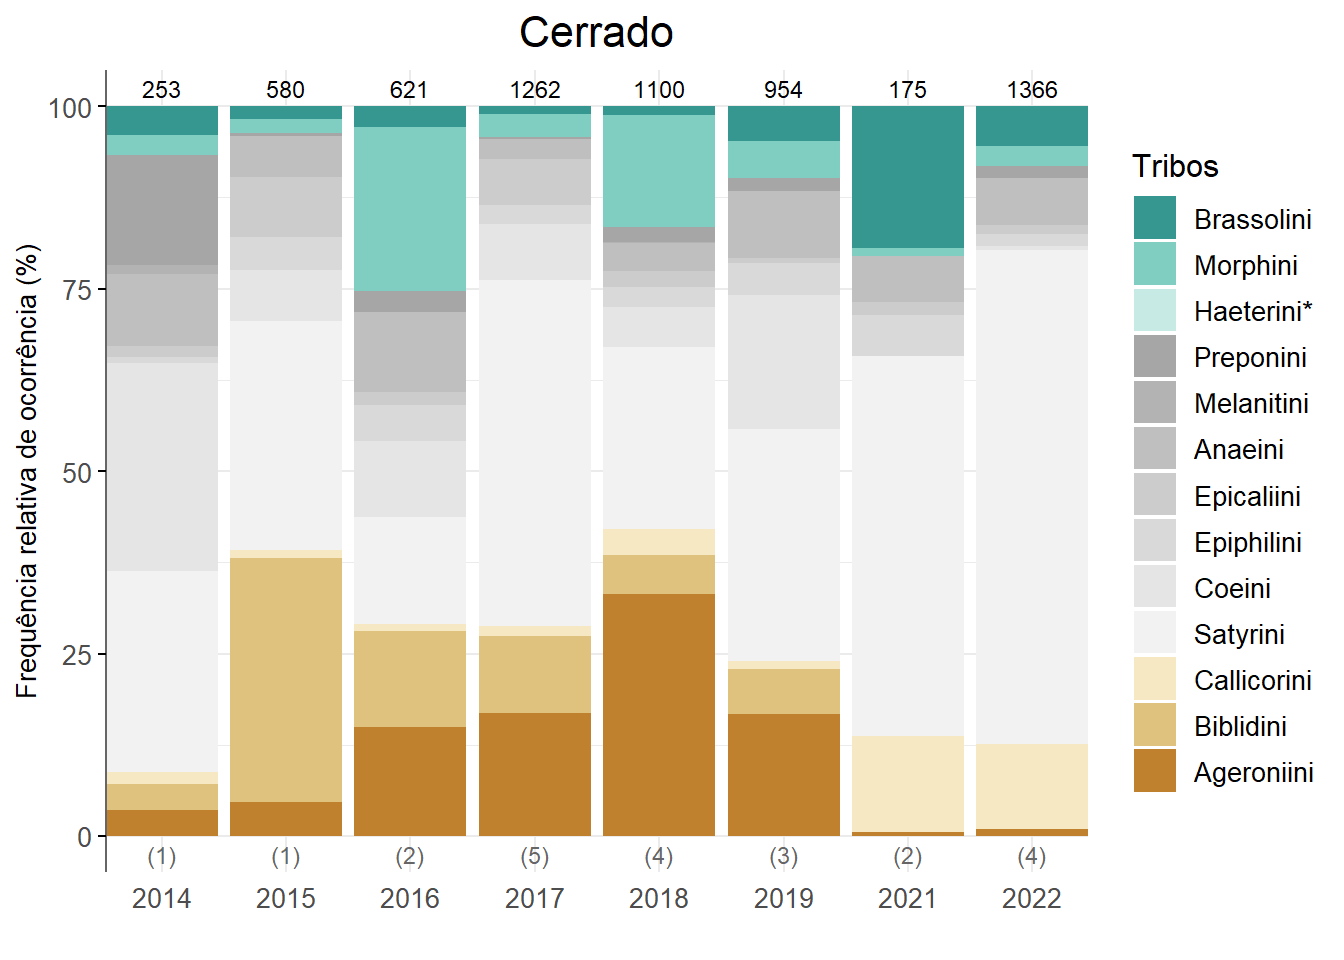 Cerrado
253 580 621 1262 1100 954 175 1366
100
75
50
25
0
Frequência relativa de ocorrência (%)
(1) (1) (2) (5) (4) (3) (2) (4)
2014 2015 2016 2017 2018 2019 2021 2022
Tribos
Brassolini
Morphini
Haeterini*
Preponini
Melanitini
Anaeini
Epicaliini
Epiphilini
Coeini
Satyrini
Callicorini
Biblidini
Ageroniini